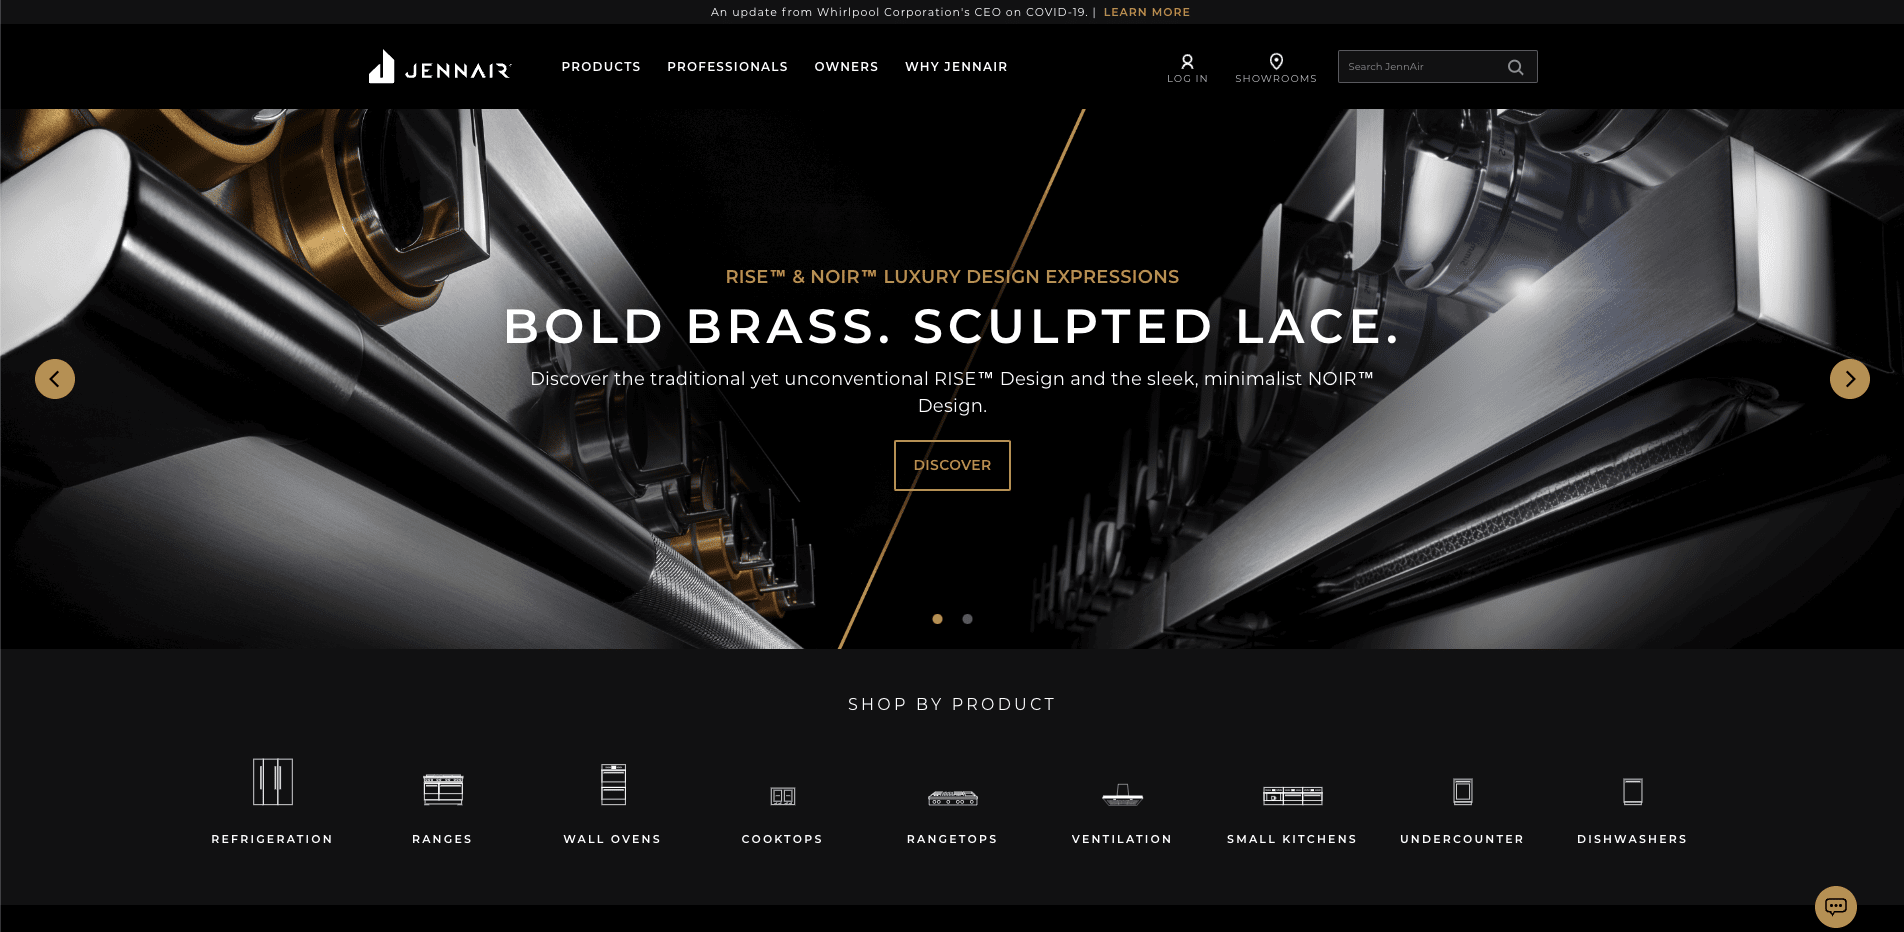 An update from Whirlpool Corporation's CEO on COVID-19. | LEARN MORE
JENNAIR
PRODUCTS
PROFESSIONALS
OWNERS
WHY JENNAIR
LOG IN
SHOWROOMS
Search JennAir
RISE™ & NOIR™ LUXURY DESIGN EXPRESSIONS
BOLD BRASS. SCULPTED LACE.
Discover the traditional yet unconventional RISE™ Design and the sleek, minimalist NOIR™
Design.
DISCOVER
SHOP BY PRODUCT
REFRIGERATION
RANGES
WALL OVENS
COOKTOPS
RANGETOPS
VENTILATION
SMALL KITCHENS
UNDERCOUNTER
DISHWASHERS